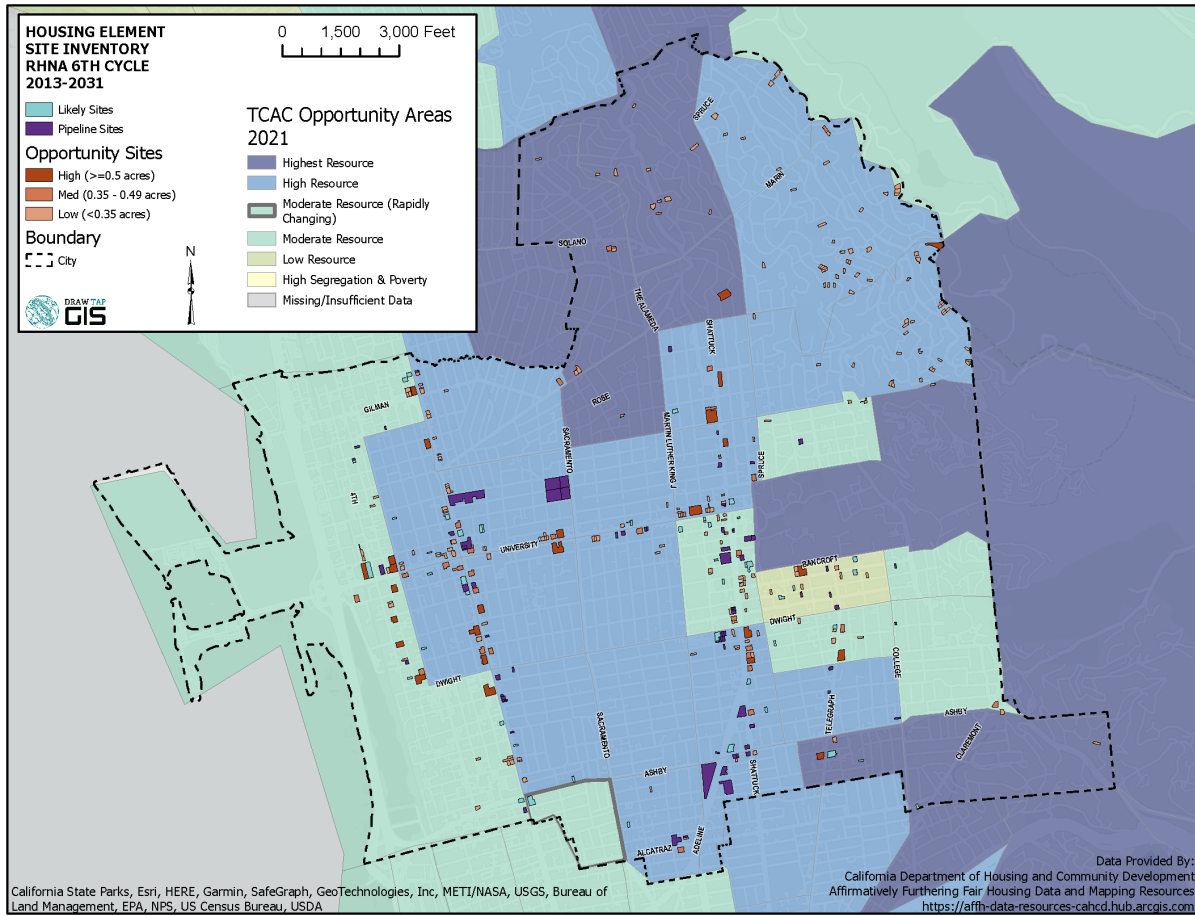 HOUSING ELEMENT
SITE INVENTORY
RHNA 6TH CYCLE
2013-2031
Likely Sites
Pipeline Sites
Opportunity Sites
High (>=0.5 acres)
Med (0.35 - 0.49 acres)
Low (<0.35 acres)
Boundary
City
DRAW TAP
GIS
N
0 1,500 3,000 Feet
TCAC Opportunity Areas
2021
Highest Resource
High Resource
Moderate Resource (Rapidly
Changing)
Moderate Resource
Low Resource
High Segregation & Poverty
Missing/Insufficient Data
SPRUCE
MARIN
SOLANO
THE ALAMEDA
SHATTUCK
ROSE
GILMAN
SACRAMENTO
MARTIN LUTHER KING J
SPRUCE
4TH
UNIVERSITY
BANCROFT
DWIGHT
COLLEGE
DWIGHT
TELEGRAPH
SACRAMENTO
ASHBY
CLAREMONT
ASHBY
SHATTUCK
ADELINE
ALCATRAZ
California State Parks, Esri, HERE, Garmin, SafeGraph, GeoTechnologies, Inc, METI/NASA, USGS, Bureau of
Land Management, EPA, NPS, US Census Bureau, USDA
Data Provided By:
California Department of Housing and Community Development
Affirmatively Furthering Fair Housing Data and Mapping Resources
https://affh-data-resources-cahcd.hub.arcgis.com